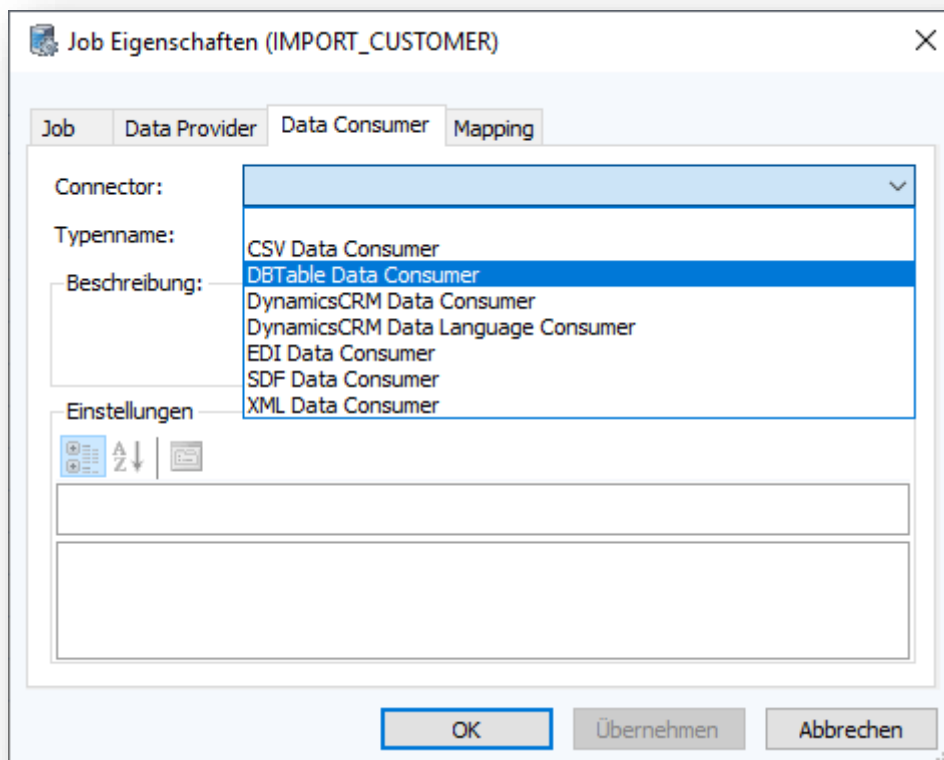 Job Eigenschaften (IMPORT_CUSTOMER)
Job Data Provider Data Consumer Mapping
Connector:
Typenname:
CSV Data Consumer
Beschreibung:
DBTable Data Consumer
DynamicsCRM Data Consumer
DynamicsCRM Data Language Consumer
EDI Data Consumer
SDF Data Consumer
XML Data Consumer
Einstellungen
A
Z
OK Übernehmen Abbrechen